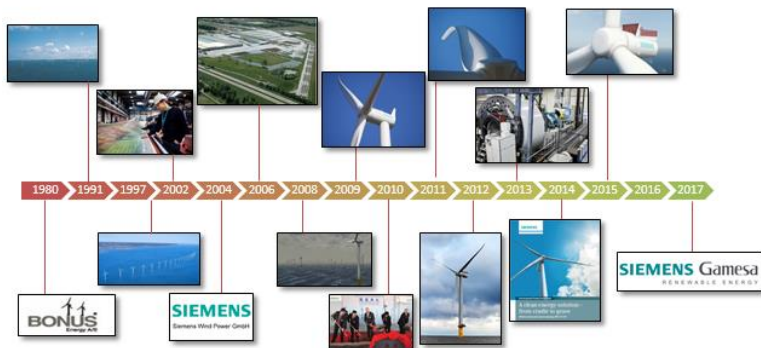 SIEMENS
1980 1991 1997 2002 2004 2006 2008 2009 2010 2011 2012 2013 2014 2015 2016 2017
BONUS
Energy A/S
SIEMENS
Siemens Wind Power GmbH
A clean energy solution –
from cradle to grave
SIEMENS Gamesa
RENEWABLE ENERGY